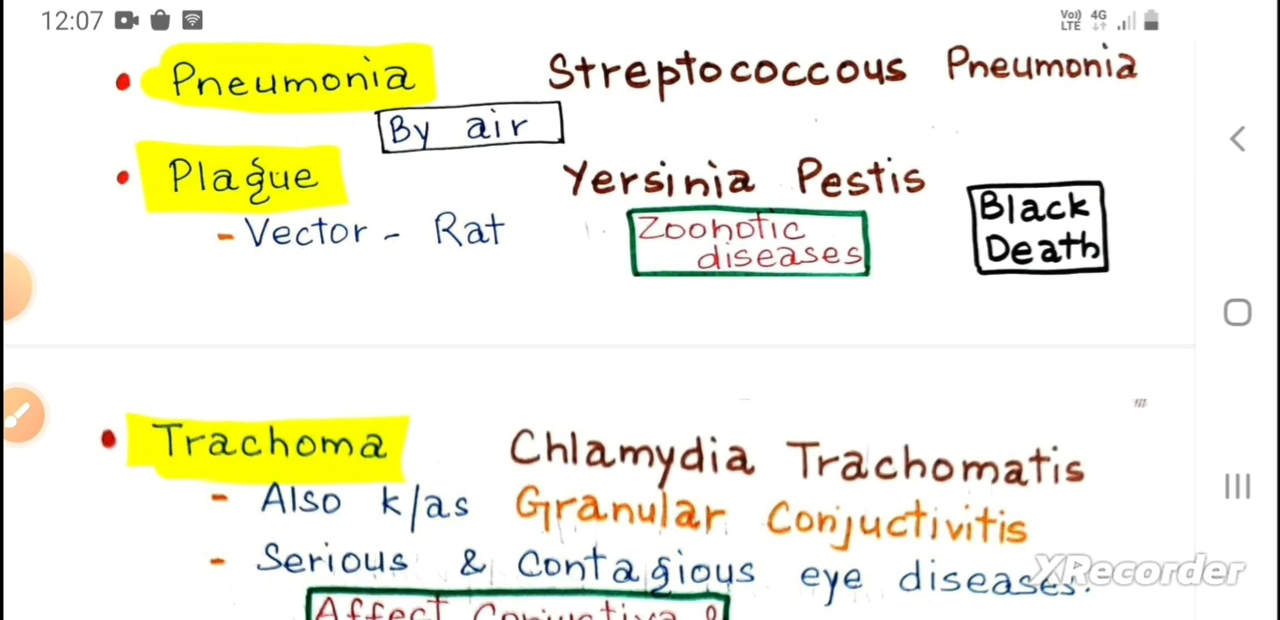 12:07 Vo)) LTE 4G
• Pneumonia Streptococcous Pneumonia
By air
• Plague Yersinia Pestis
- Vector - Rat
Zoonotic
diseases
Black
Death
• Trachoma Chlamydia Trachomatis
- Also k/as Granular Conjuctivitis
- Serious & Contagious eye diseases.
XRecorder
Affect